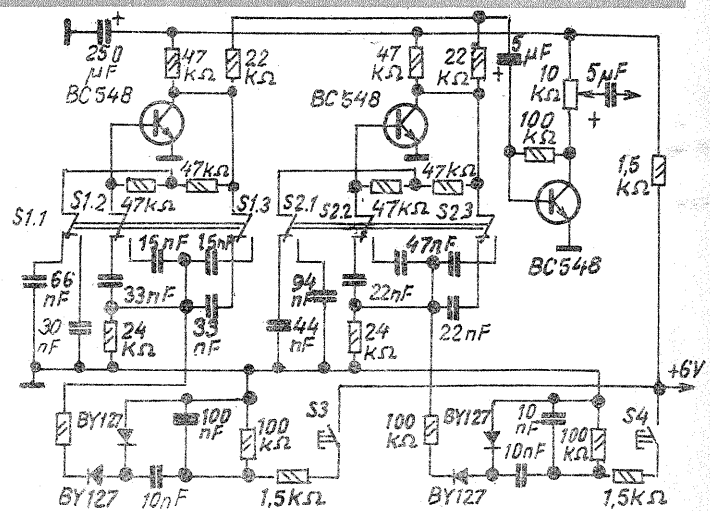 250 µF
BC548
47 kΩ
22 kΩ
BC548
47 kΩ
22 kΩ
5 µF
+
10 kΩ
5µF
+
100 kΩ
1,5 kΩ
BC548
+
47kΩ
47kΩ
S1.1
S1.2
S1.3
47kΩ
47kΩ
S2.1
S2.2
S2.3
15nF
15nF
47nF
66 nF
30 nF
33nF
33 nF
24 kΩ
94 nF
44 nF
22nF
22nF
24 kΩ
+6V
BY127
100 nF
100 kΩ
S3
BY127
10nF
1,5kΩ
100 kΩ
BY127
10 nF
100 kΩ
S4
BY127
10nF
1,5kΩ